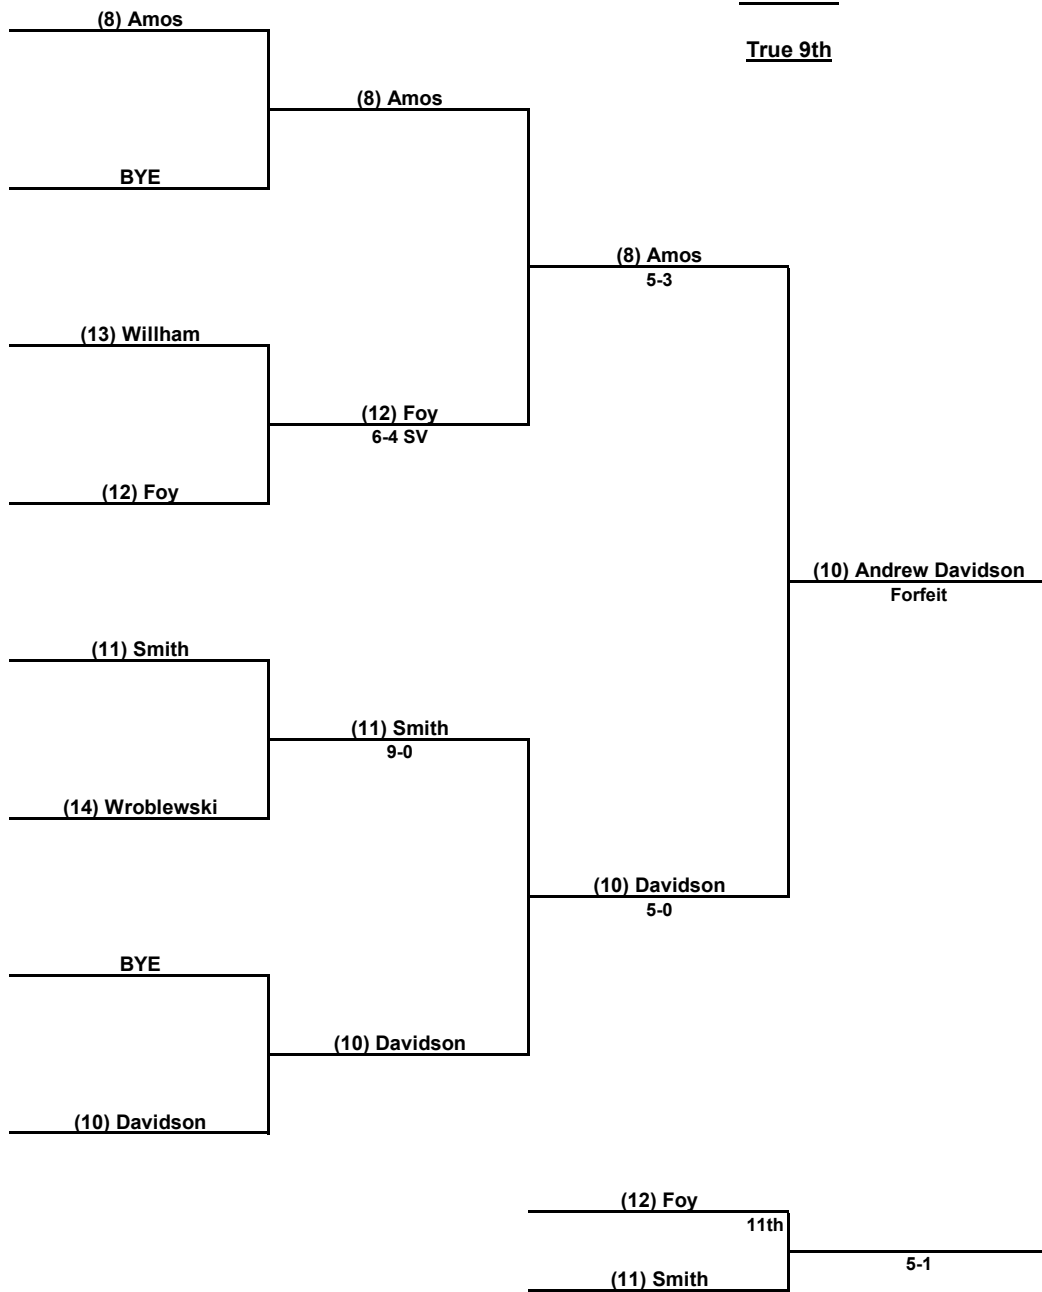 (8) Amos
True 9th
(8) Amos
BYE
(8) Amos
5-3
(13) Willham
(12) Foy
6-4 SV
(12) Foy
(10) Andrew Davidson
Forfeit
(11) Smith
(11) Smith
9-0
(14) Wroblewski
(10) Davidson
5-0
BYE
(10) Davidson
(10) Davidson
(12) Foy
11th
5-1
(11) Smith